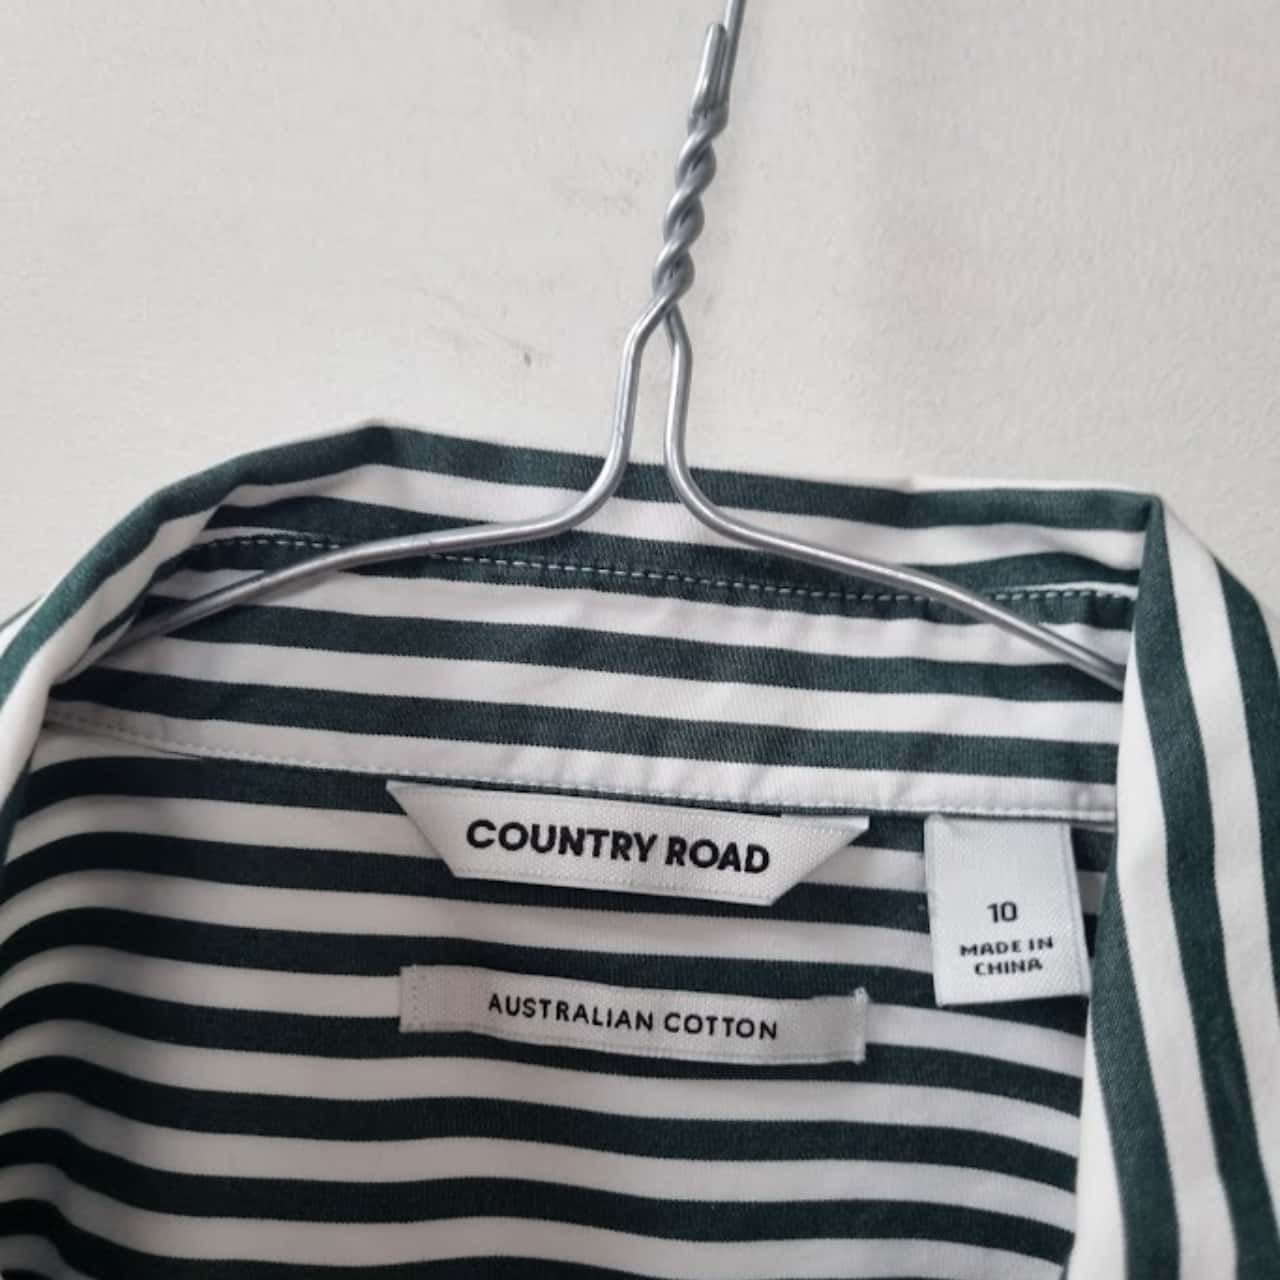 COUNTRY ROAD
10
MADE IN
CHINA
AUSTRALIAN COTTON